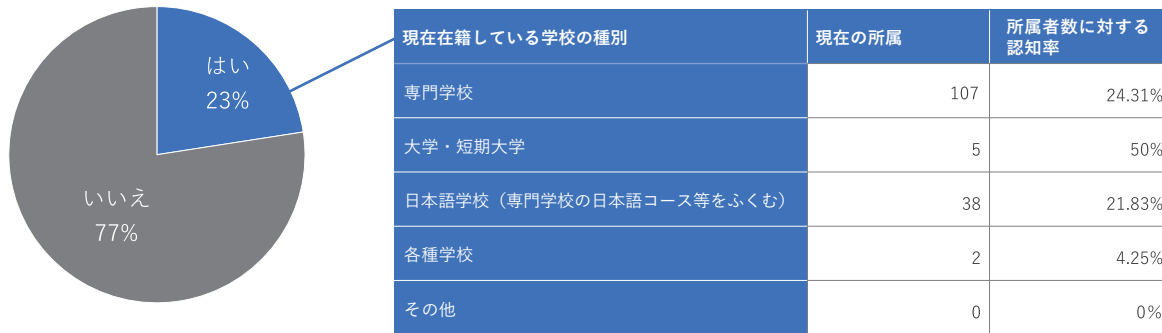 はい
23%
いいえ
77%
現在在籍している学校の種別 現在の所属 所属者数に対する
認知率
専門学校 107 24.31%
大学・短期大学 5 50%
日本語学校（専門学校の日本語コース等をふくむ） 38 21.83%
各種学校 2 4.25%
その他 0 0%